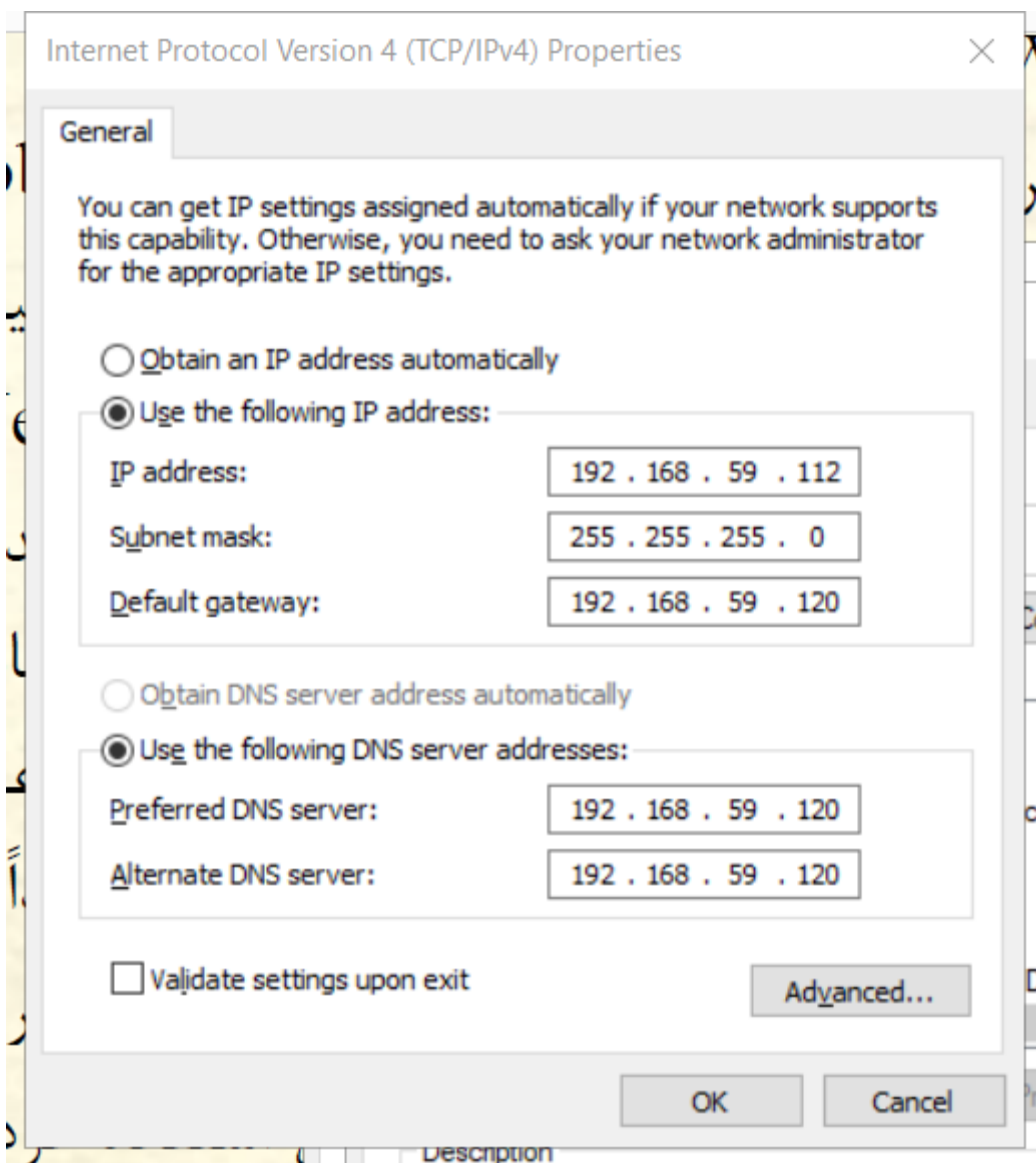 Internet Protocol Version 4 (TCP/IPv4) Properties
General
You can get IP settings assigned automatically if your network supports
this capability. Otherwise, you need to ask your network administrator
for the appropriate IP settings.
Obtain an IP address automatically
Use the following IP address:
IP address: 192 . 168 . 59 . 112
Subnet mask: 255 . 255 . 255 . 0
Default gateway: 192 . 168 . 59 . 120
Obtain DNS server address automatically
Use the following DNS server addresses:
Preferred DNS server: 192 . 168 . 59 . 120
Alternate DNS server: 192 . 168 . 59 . 120
Validate settings upon exit
Advanced...
OK Cancel
Description